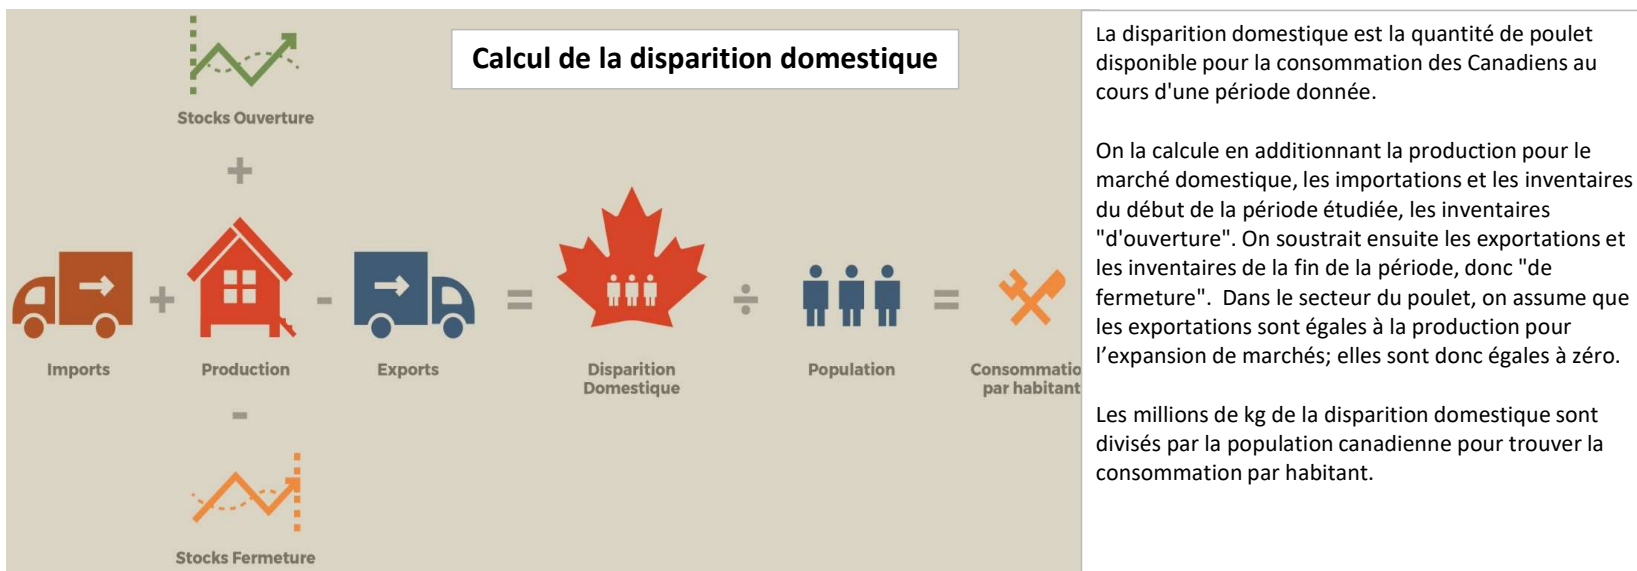 Calcul de la disparition domestique
Stocks Ouverture
+
Imports
+
Production
-
Exports
=
Disparition
Domestique
÷
Population
=
Consommatio
par habitant
-
Stocks Fermeture
La disparition domestique est la quantité de poulet
disponible pour la consommation des Canadiens au
cours d'une période donnée.
On la calcule en additionnant la production pour le
marché domestique, les importations et les inventaires
du début de la période étudiée, les inventaires
"d'ouverture". On soustrait ensuite les exportations et
les inventaires de la fin de la période, donc "de
fermeture".  Dans le secteur du poulet, on assume que
les exportations sont égales à la production pour
l’expansion de marchés; elles sont donc égales à zéro.
Les millions de kg de la disparition domestique sont
divisés par la population canadienne pour trouver la
consommation par habitant.